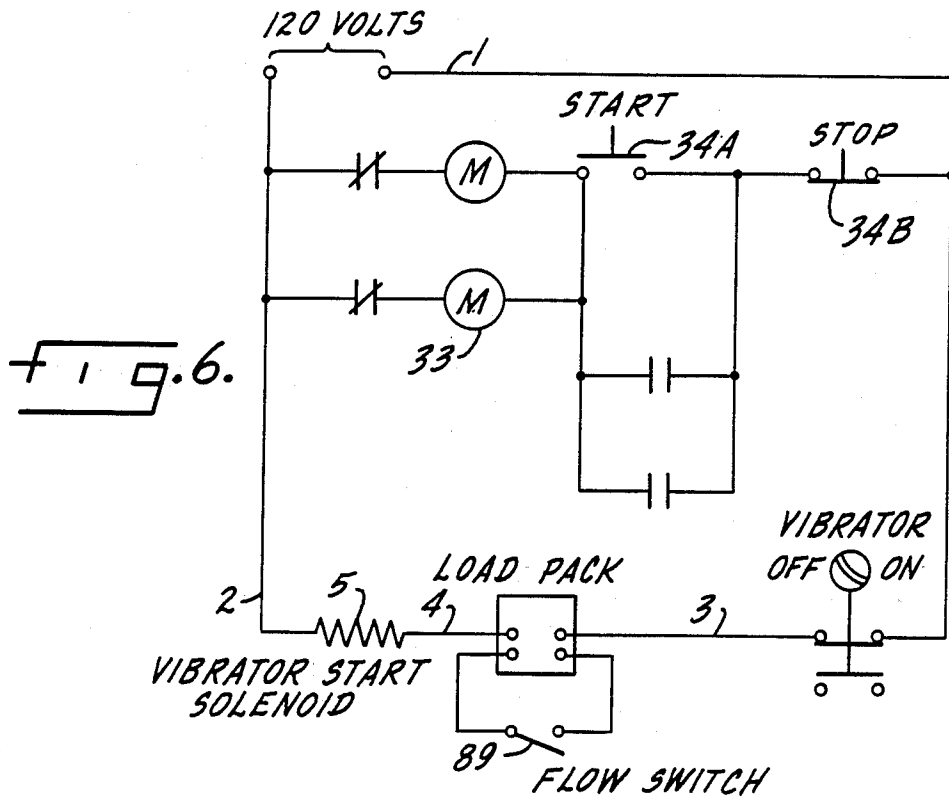 120 VOLTS
1
START
34A
STOP
34B
M
M
33
fig.6.
VIBRATOR
OFF ON
LOAD PACK
2
5
4
3
VIBRATOR START
SOLENOID
89
FLOW SWITCH